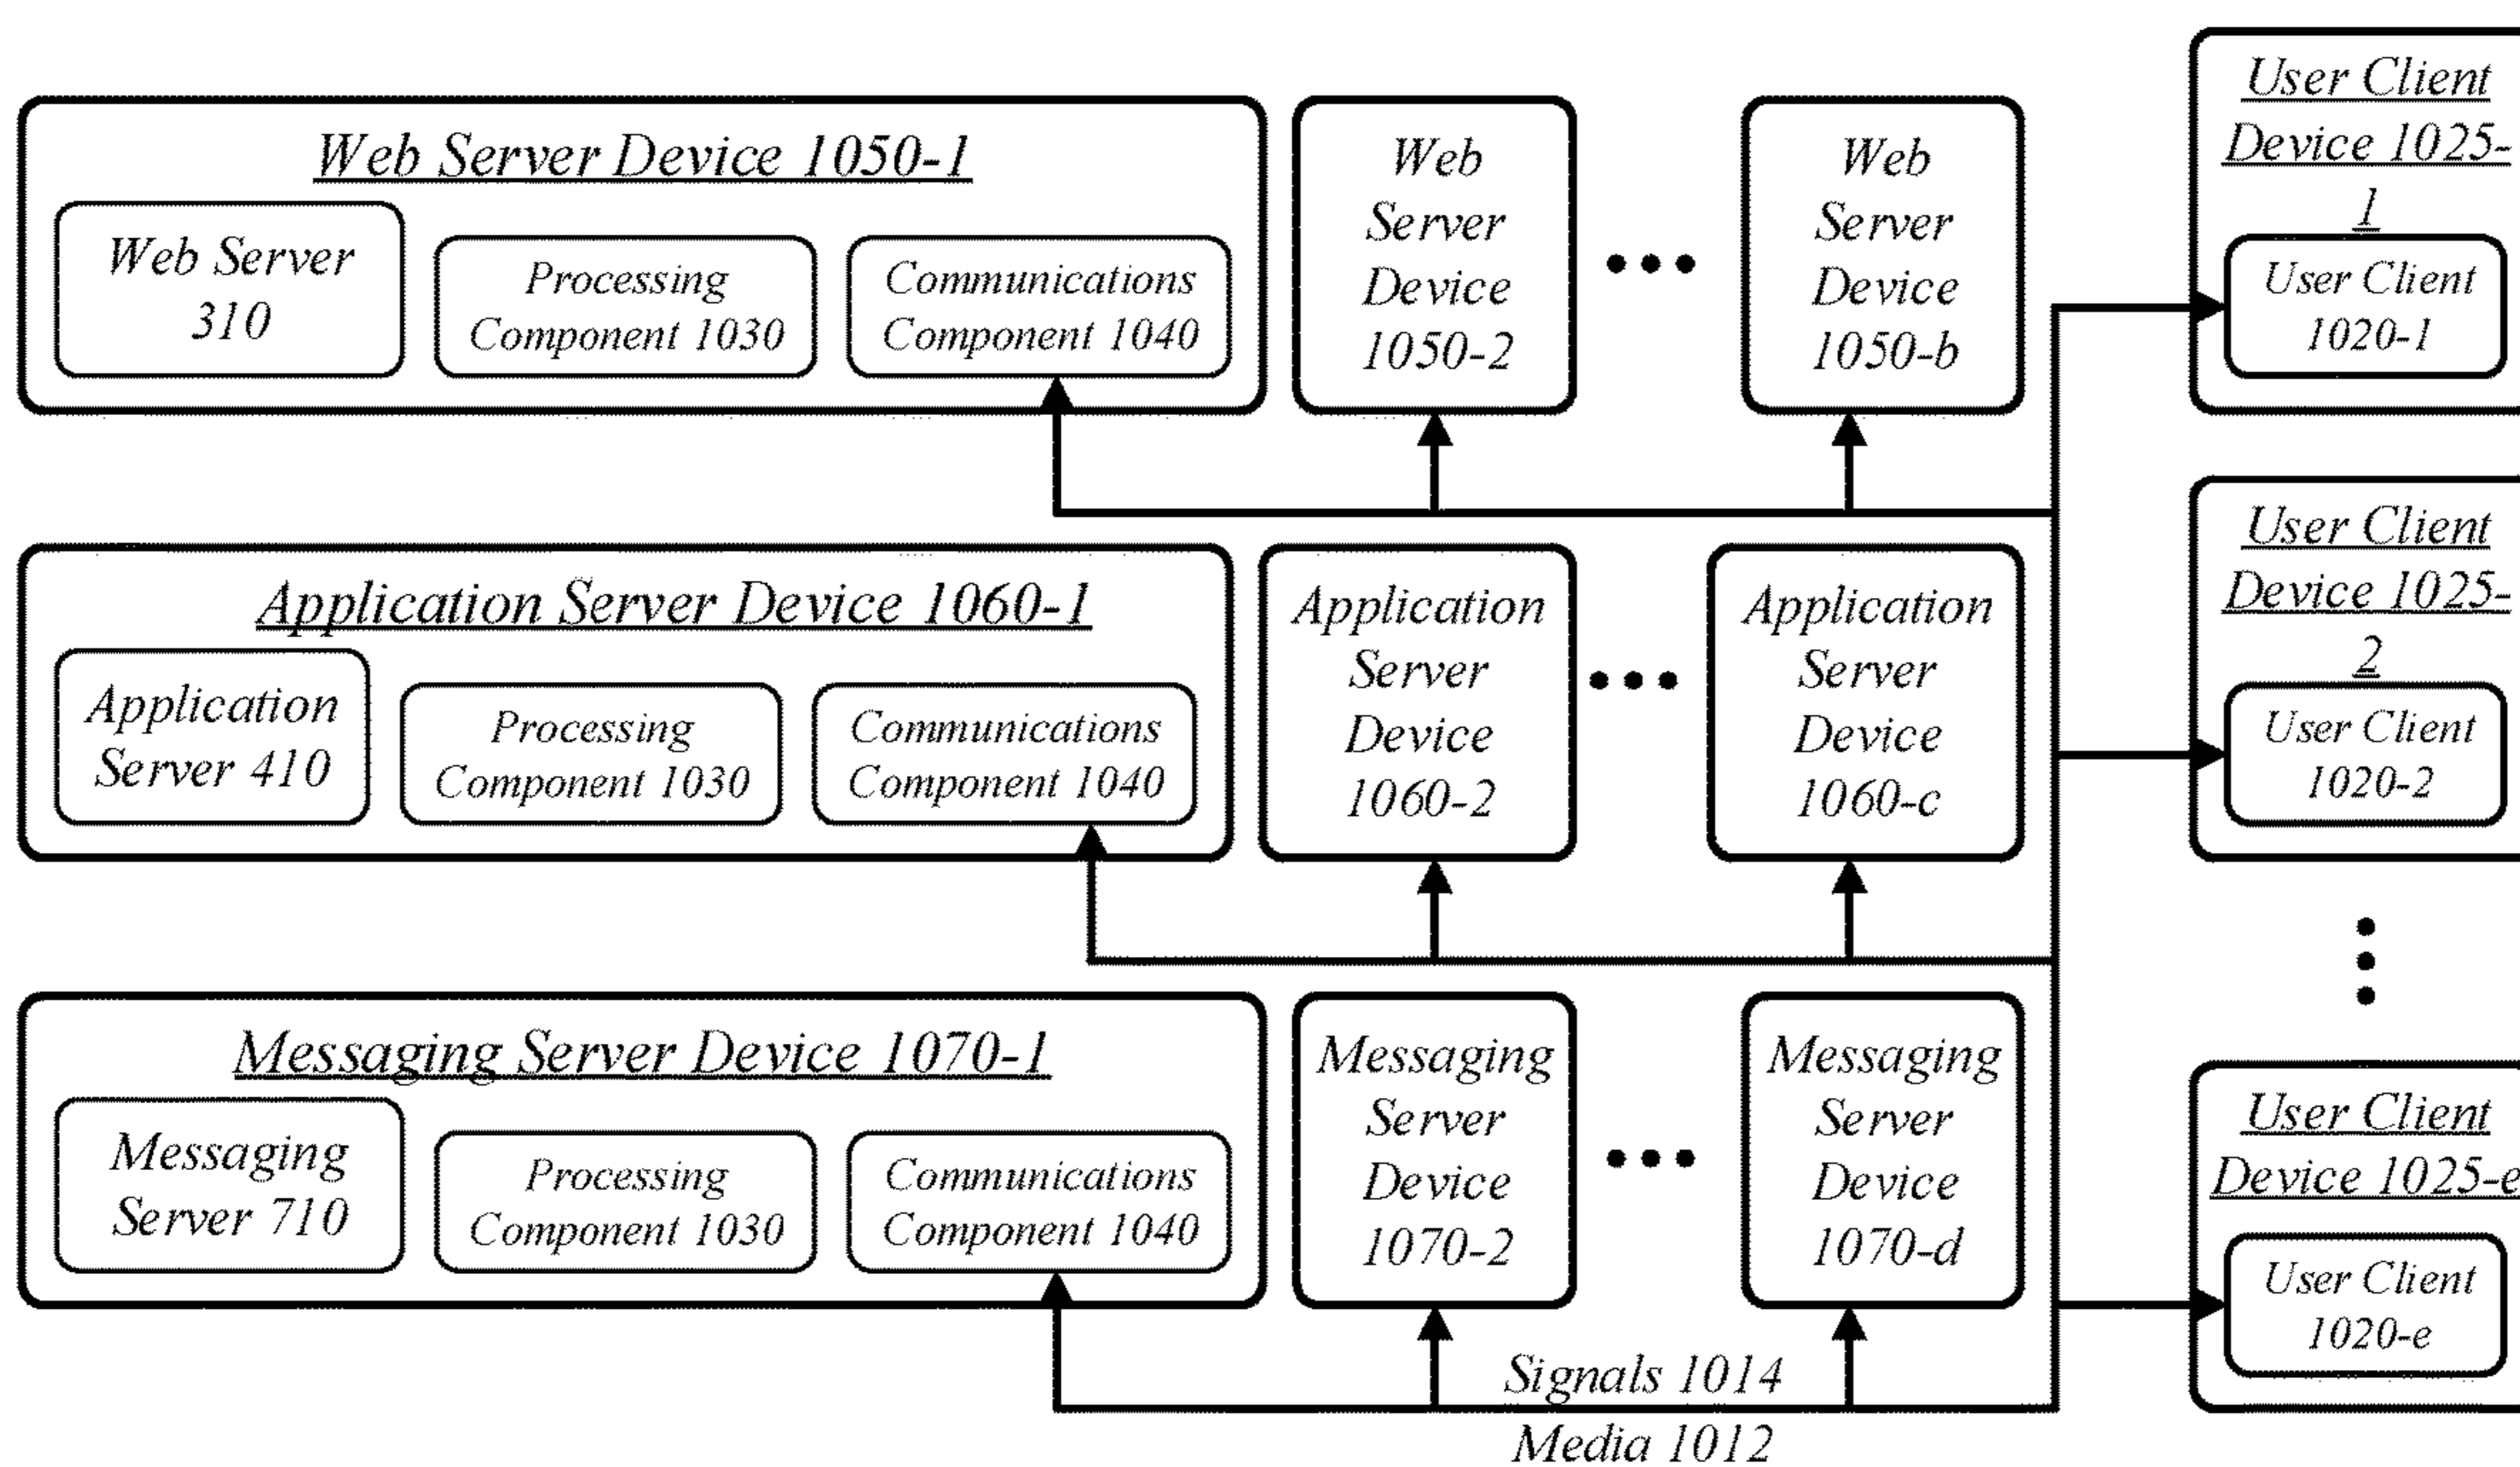 Web Server Device 1050-1
Web Server
310
Processing
Component 1030
Communications
Component 1040
Web
Server
Device
1050-2
Web
Server
Device
1050-b
User Client
Device 1025-
1
User Client
1020-1
Application Server Device 1060-1
Application
Server 410
Processing
Component 1030
Communications
Component 1040
Application
Server
Device
1060-2
Application
Server
Device
1060-c
User Client
Device 1025-
2
User Client
1020-2
Messaging Server Device 1070-1
Messaging
Server 710
Processing
Component 1030
Communications
Component 1040
Messaging
Server
Device
1070-2
Messaging
Server
Device
1070-d
User Client
Device 1025-e
User Client
1020-e
Signals 1014
Media 1012